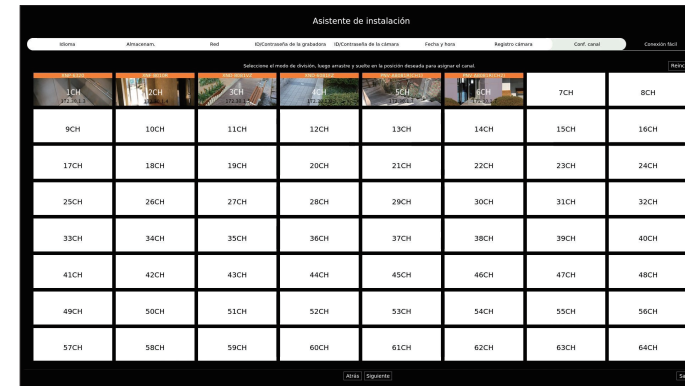 Asistente de instalación
Idioma Almacenam. Red ID/Contraseña de la grabadora ID/Contraseña de la cámara Fecha y hora Registro cámara Conf. canal Conexión fácil
Seleccione el modo de división, luego arrastre y suelte en la posición deseada para asignar el canal. Reinc
1CH 2CH 3CH 4CH 5CH 6CH 7CH 8CH
9CH 10CH 11CH 12CH 13CH 14CH 15CH 16CH
17CH 18CH 19CH 20CH 21CH 22CH 23CH 24CH
25CH 26CH 27CH 28CH 29CH 30CH 31CH 32CH
33CH 34CH 35CH 36CH 37CH 38CH 39CH 40CH
41CH 42CH 43CH 44CH 45CH 46CH 47CH 48CH
49CH 50CH 51CH 52CH 53CH 54CH 55CH 56CH
57CH 58CH 59CH 60CH 61CH 62CH 63CH 64CH
Atrás Siguiente